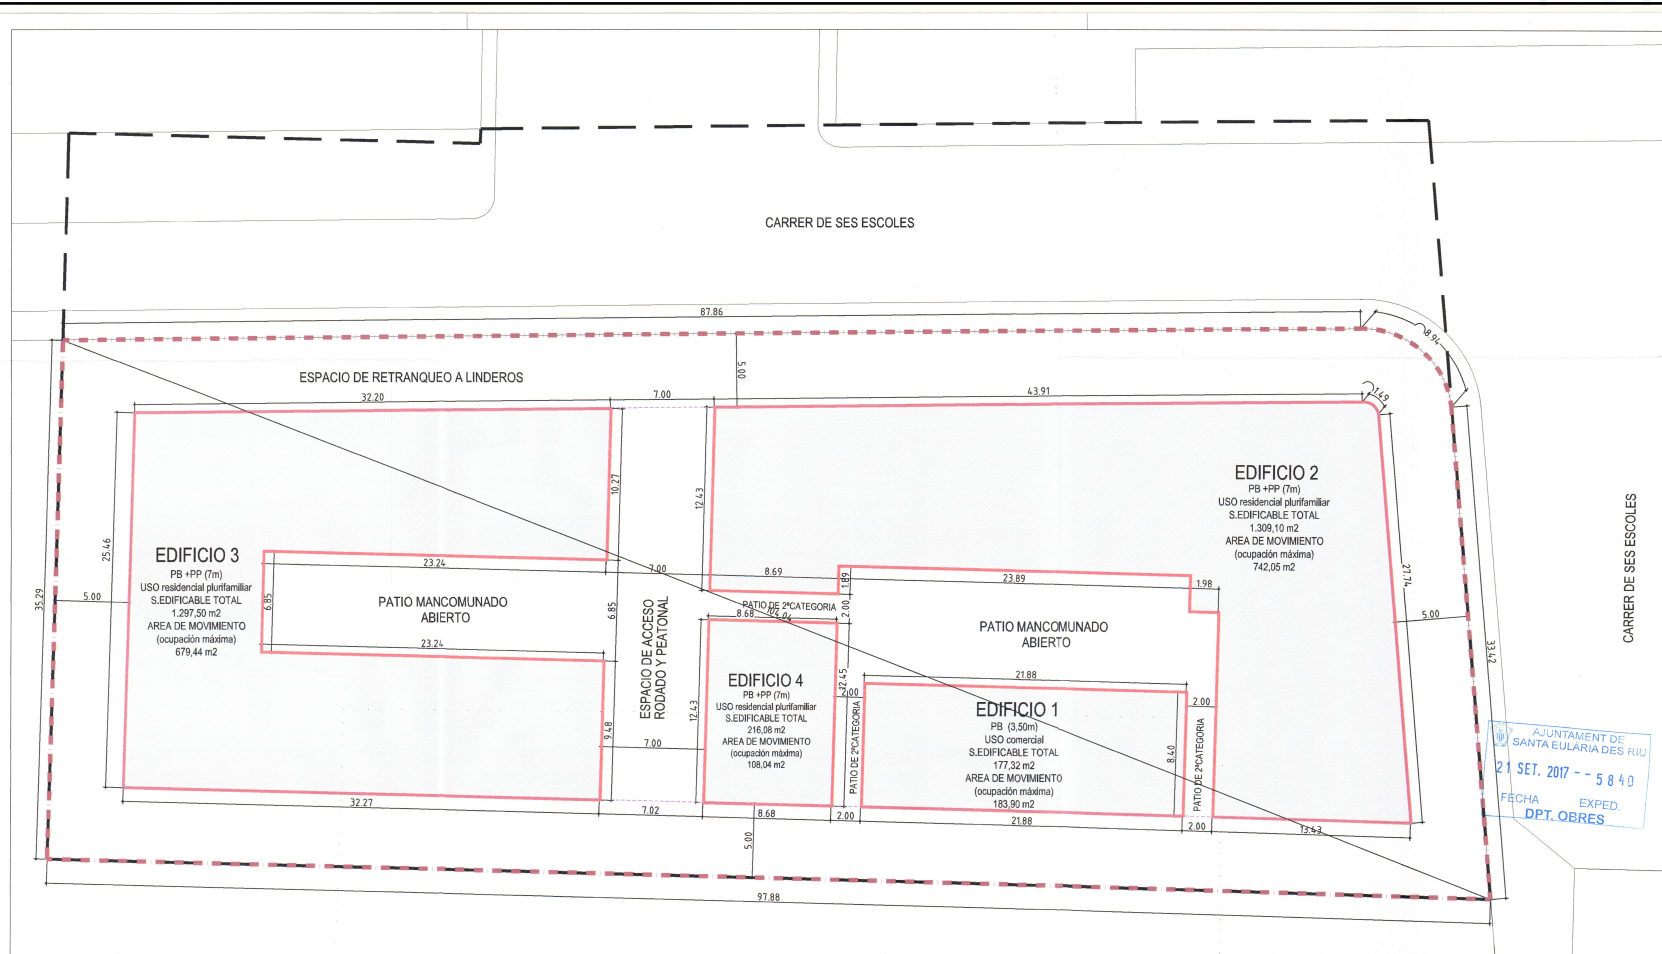 CARRER DE SES ESCOLES
87.86
8.94
5.00
ESPACIO DE RETRANQUEO A LINDEROS
32.20
7.00
43.91
1.49
EDIFICIO 2
PB +PP (7m)
USO residencial plurifamiliar
S.EDIFICABLE TOTAL
1.309,10 m2
AREA DE MOVIMIENTO
(ocupación máxima)
742,05 m2
10.27
12.43
25.46
EDIFICIO 3
PB +PP (7m)
USO residencial plurifamiliar
S.EDIFICABLE TOTAL
1.297,50 m2
AREA DE MOVIMIENTO
(ocupación máxima)
679,44 m2
35.29
5.00
23.24
6.85
PATIO MANCOMUNADO
ABIERTO
23.24
6.85
7.00
8.69
1.89
23.89
1.98
27.74
5.00
33.42
CARRER DE SES ESCOLES
PATIO DE 2ªCATEGORIA
2.00
8.68
104.04
ESPACIO DE ACCESO
RODADO Y PEATONAL
PATIO MANCOMUNADO
ABIERTO
EDIFICIO 4
PB +PP (7m)
USO residencial plurifamiliar
S.EDIFICABLE TOTAL
216,08 m2
AREA DE MOVIMIENTO
(ocupación máxima)
108,04 m2
12.43
12.45
2.00
21.88
2.00
EDIFICIO 1
PB (3,50m)
USO comercial
S.EDIFICABLE TOTAL
177,32 m2
AREA DE MOVIMIENTO
(ocupación máxima)
183,90 m2
8.40
PATIO DE 2ªCATEGORIA
PATIO DE 2ªCATEGORIA
9.48
7.00
32.27
7.02
8.68
2.00
21.88
2.00
13.43
5.00
97.88
AJUNTAMENT DE
SANTA EULÀRIA DES RIU
21 SET. 2017 - - 5840
FECHA EXPED.
DPT. OBRES